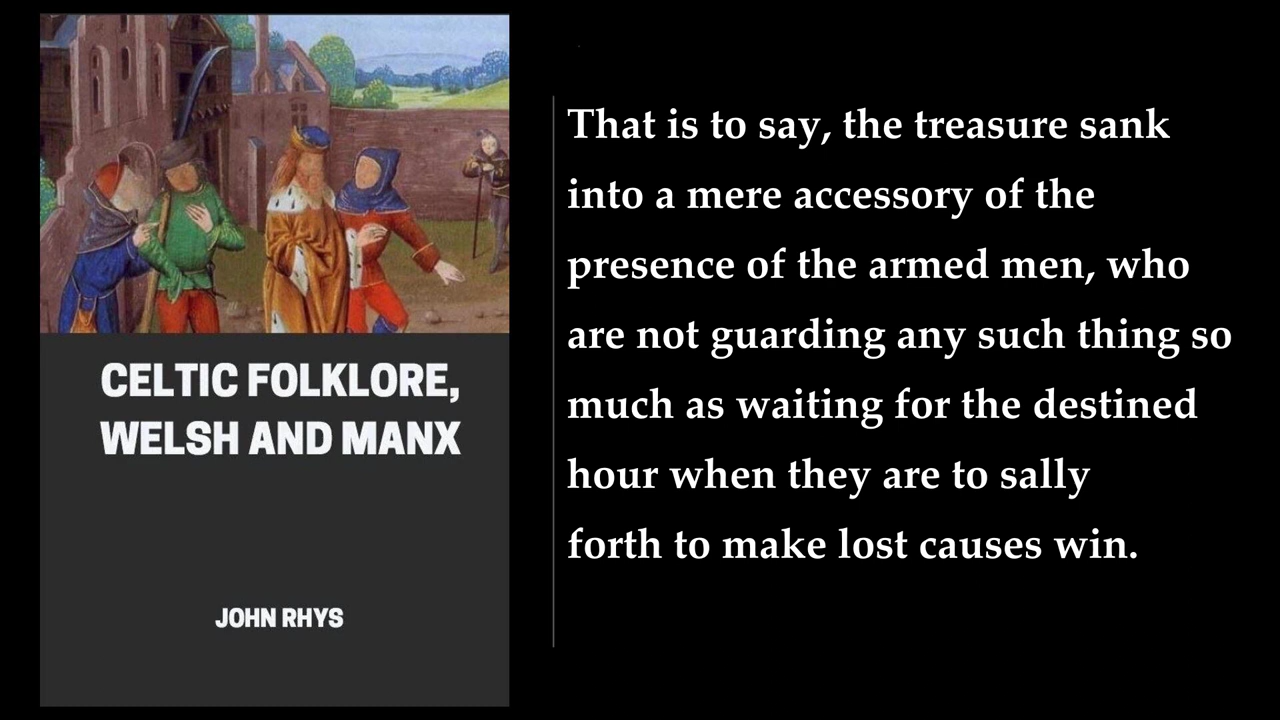 CELTIC FOLKLORE,
WELSH AND MANX
JOHN RHYS
That is to say, the treasure sank
into a mere accessory of the
presence of the armed men, who
are not guarding any such thing so
much as waiting for the destined
hour when they are to sally
forth to make lost causes win.